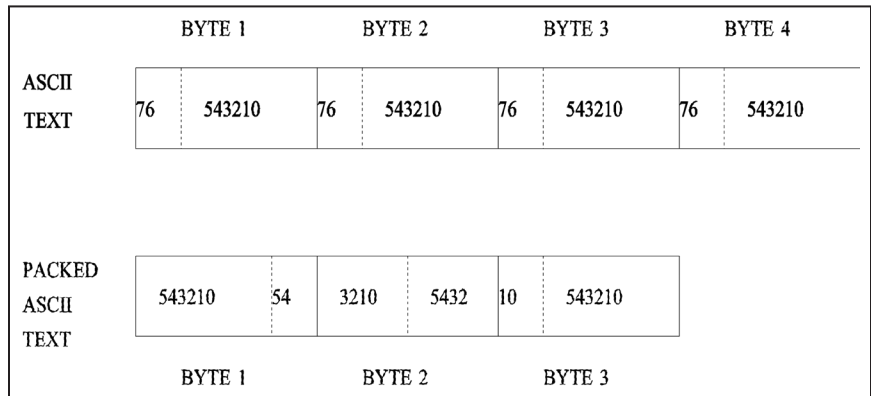 BYTE 1 BYTE 2 BYTE 3 BYTE 4
ASCII
TEXT
76 543210 76 543210 76 543210 76 543210
PACKED
ASCII
TEXT
543210 54 3210 5432 10 543210
BYTE 1 BYTE 2 BYTE 3